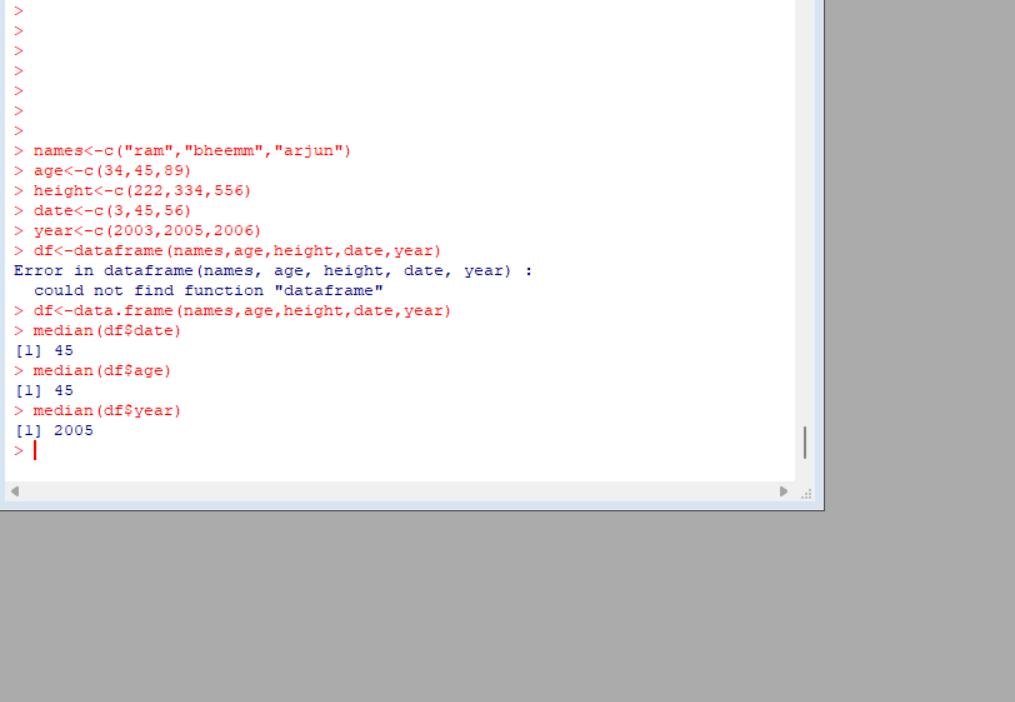 >
>
>
>
>
>
>
> names<-c("ram","bheemm","arjun")
> age<-c(34,45,89)
> height<-c(222,334,556)
> date<-c(3,45,56)
> year<-c(2003,2005,2006)
> df<-dataframe(names,age,height,date,year)
Error in dataframe(names, age, height, date, year) :
  could not find function "dataframe"
> df<-data.frame(names,age,height,date,year)
> median(df$date)
[1] 45
> median(df$age)
[1] 45
> median(df$year)
[1] 2005
>